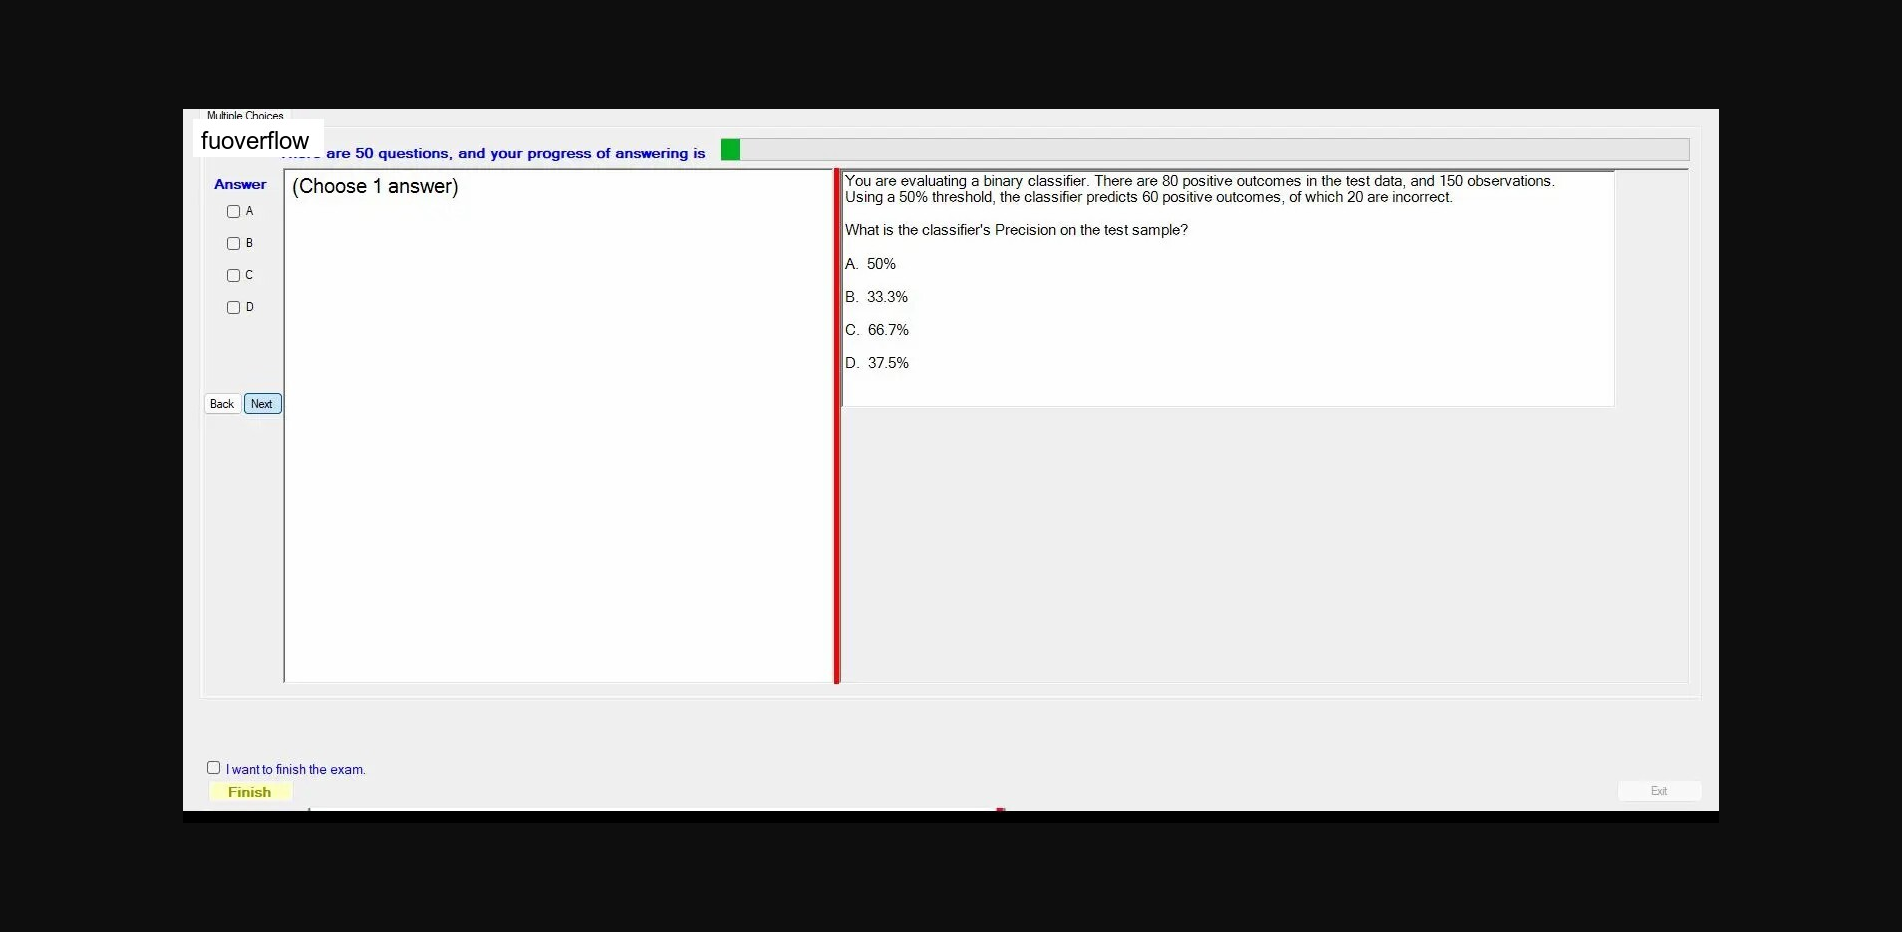 Multiple Choices
fuoverflow
are 50 questions, and your progress of answering is
Answer
A
B
C
D
Back
Next
(Choose 1 answer)
You are evaluating a binary classifier. There are 80 positive outcomes in the test data, and 150 observations.
Using a 50% threshold, the classifier predicts 60 positive outcomes, of which 20 are incorrect.
What is the classifier's Precision on the test sample?
A. 50%
B. 33.3%
C. 66.7%
D. 37.5%
I want to finish the exam.
Finish
Exit